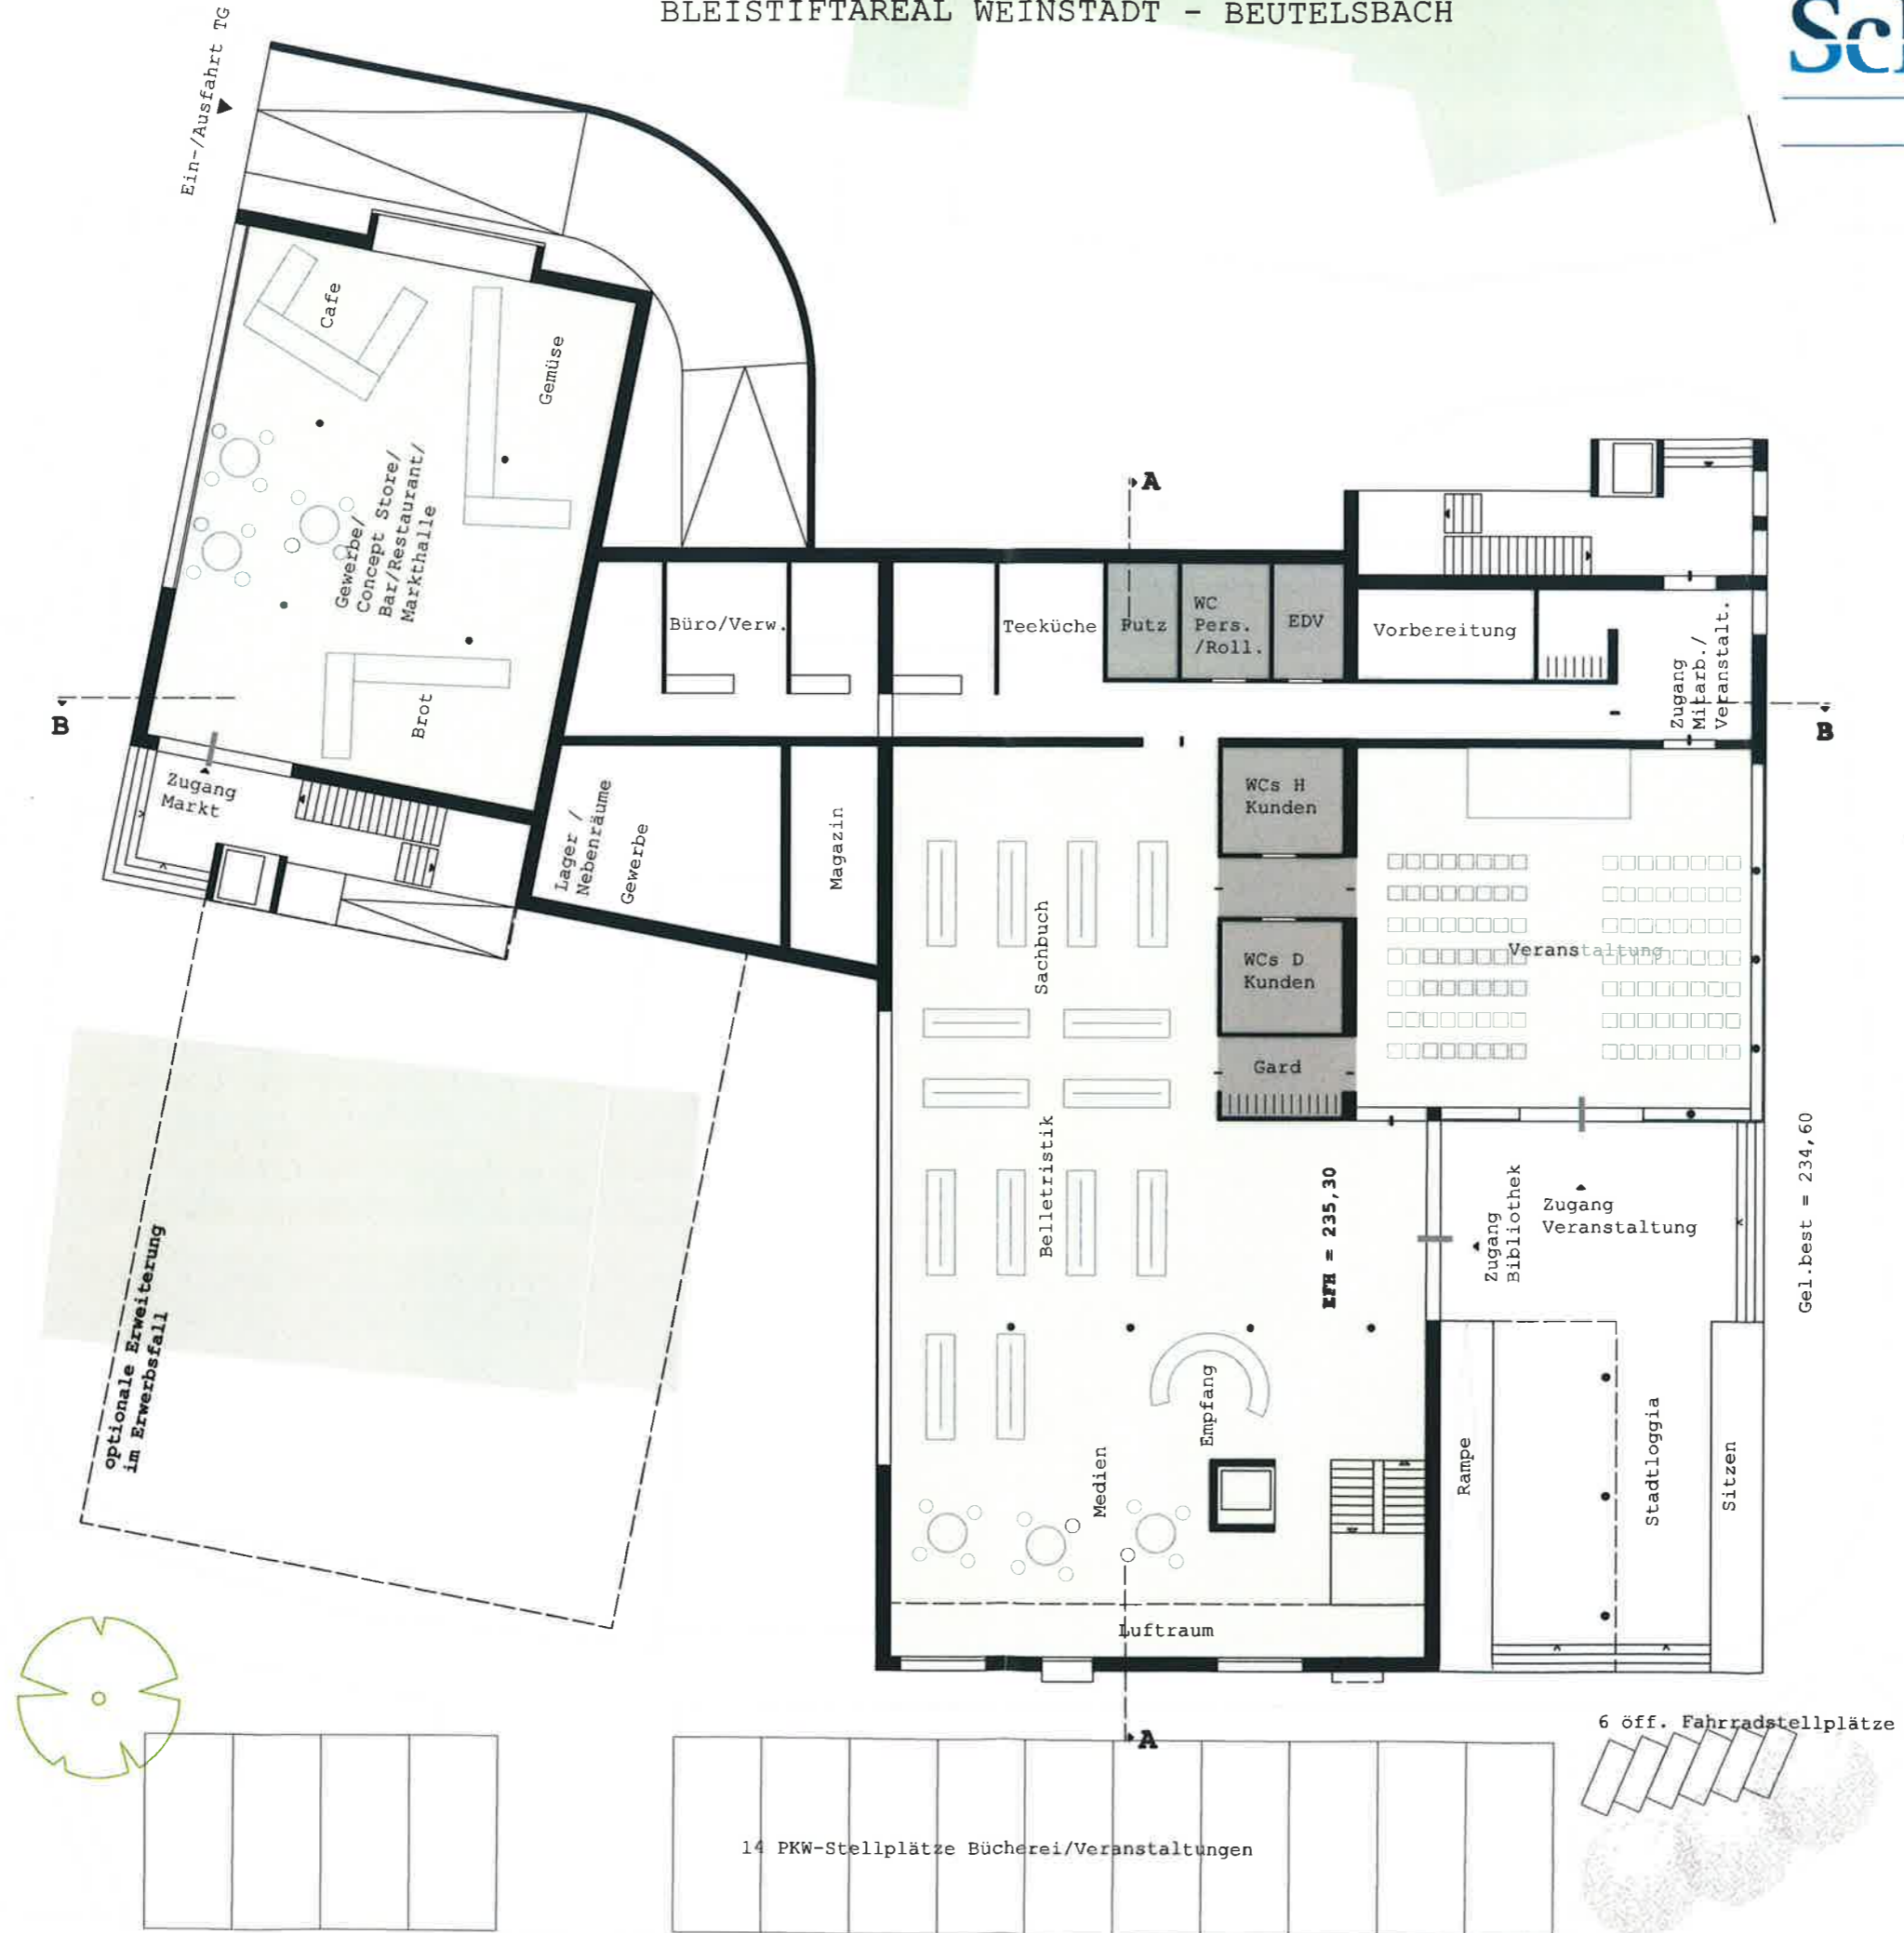 BLEISTIFTAREAL WEINSTADT - BEUTELSBACH
Ein-/Ausfahrt TG
Cafe
Gemüse
Gewerbe/
Concept Store/
Bar/Restaurant/
Markthalle
Brot
Zugang
Markt
A
Büro/Verw.
Teeküche
Putz
WC
Pers.
/Roll.
EDV
Vorbereitung
Zugang
Mitarb./
Veranstalt.
B
B
Lager /
Nebenräume
Gewerbe
Magazin
Sachbuch
WCs H
Kunden
WCs D
Kunden
Gard
Veranstaltung
Belletristik
EFH = 235,30
Zugang
Bibliothek
Zugang
Veranstaltung
Gel.best = 234,60
optionale Erweiterung
im Erwerbsfall
Empfang
Medien
Rampe
Stadtloggia
Sitzen
Luftraum
A
6 öff. Fahrradstellplätze
14 PKW-Stellplätze Bücherei/Veranstaltungen